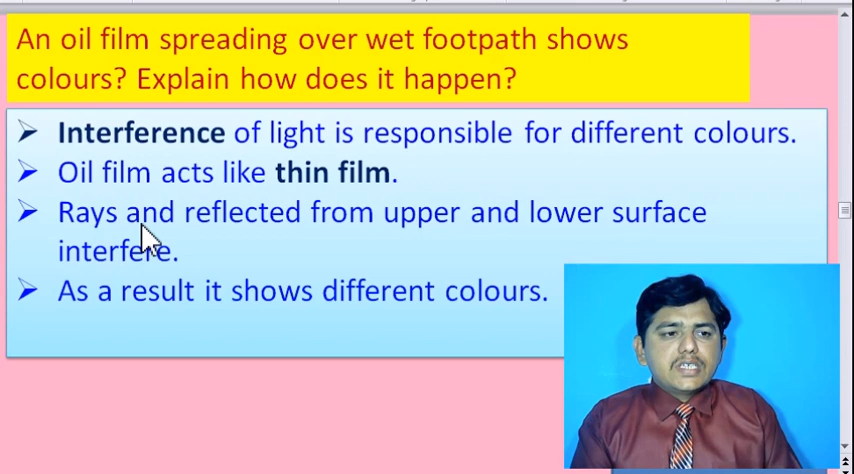 An oil film spreading over wet footpath shows
colours? Explain how does it happen?
Interference of light is responsible for different colours.
Oil film acts like thin film.
Rays and reflected from upper and lower surface
interfere.
As a result it shows different colours.